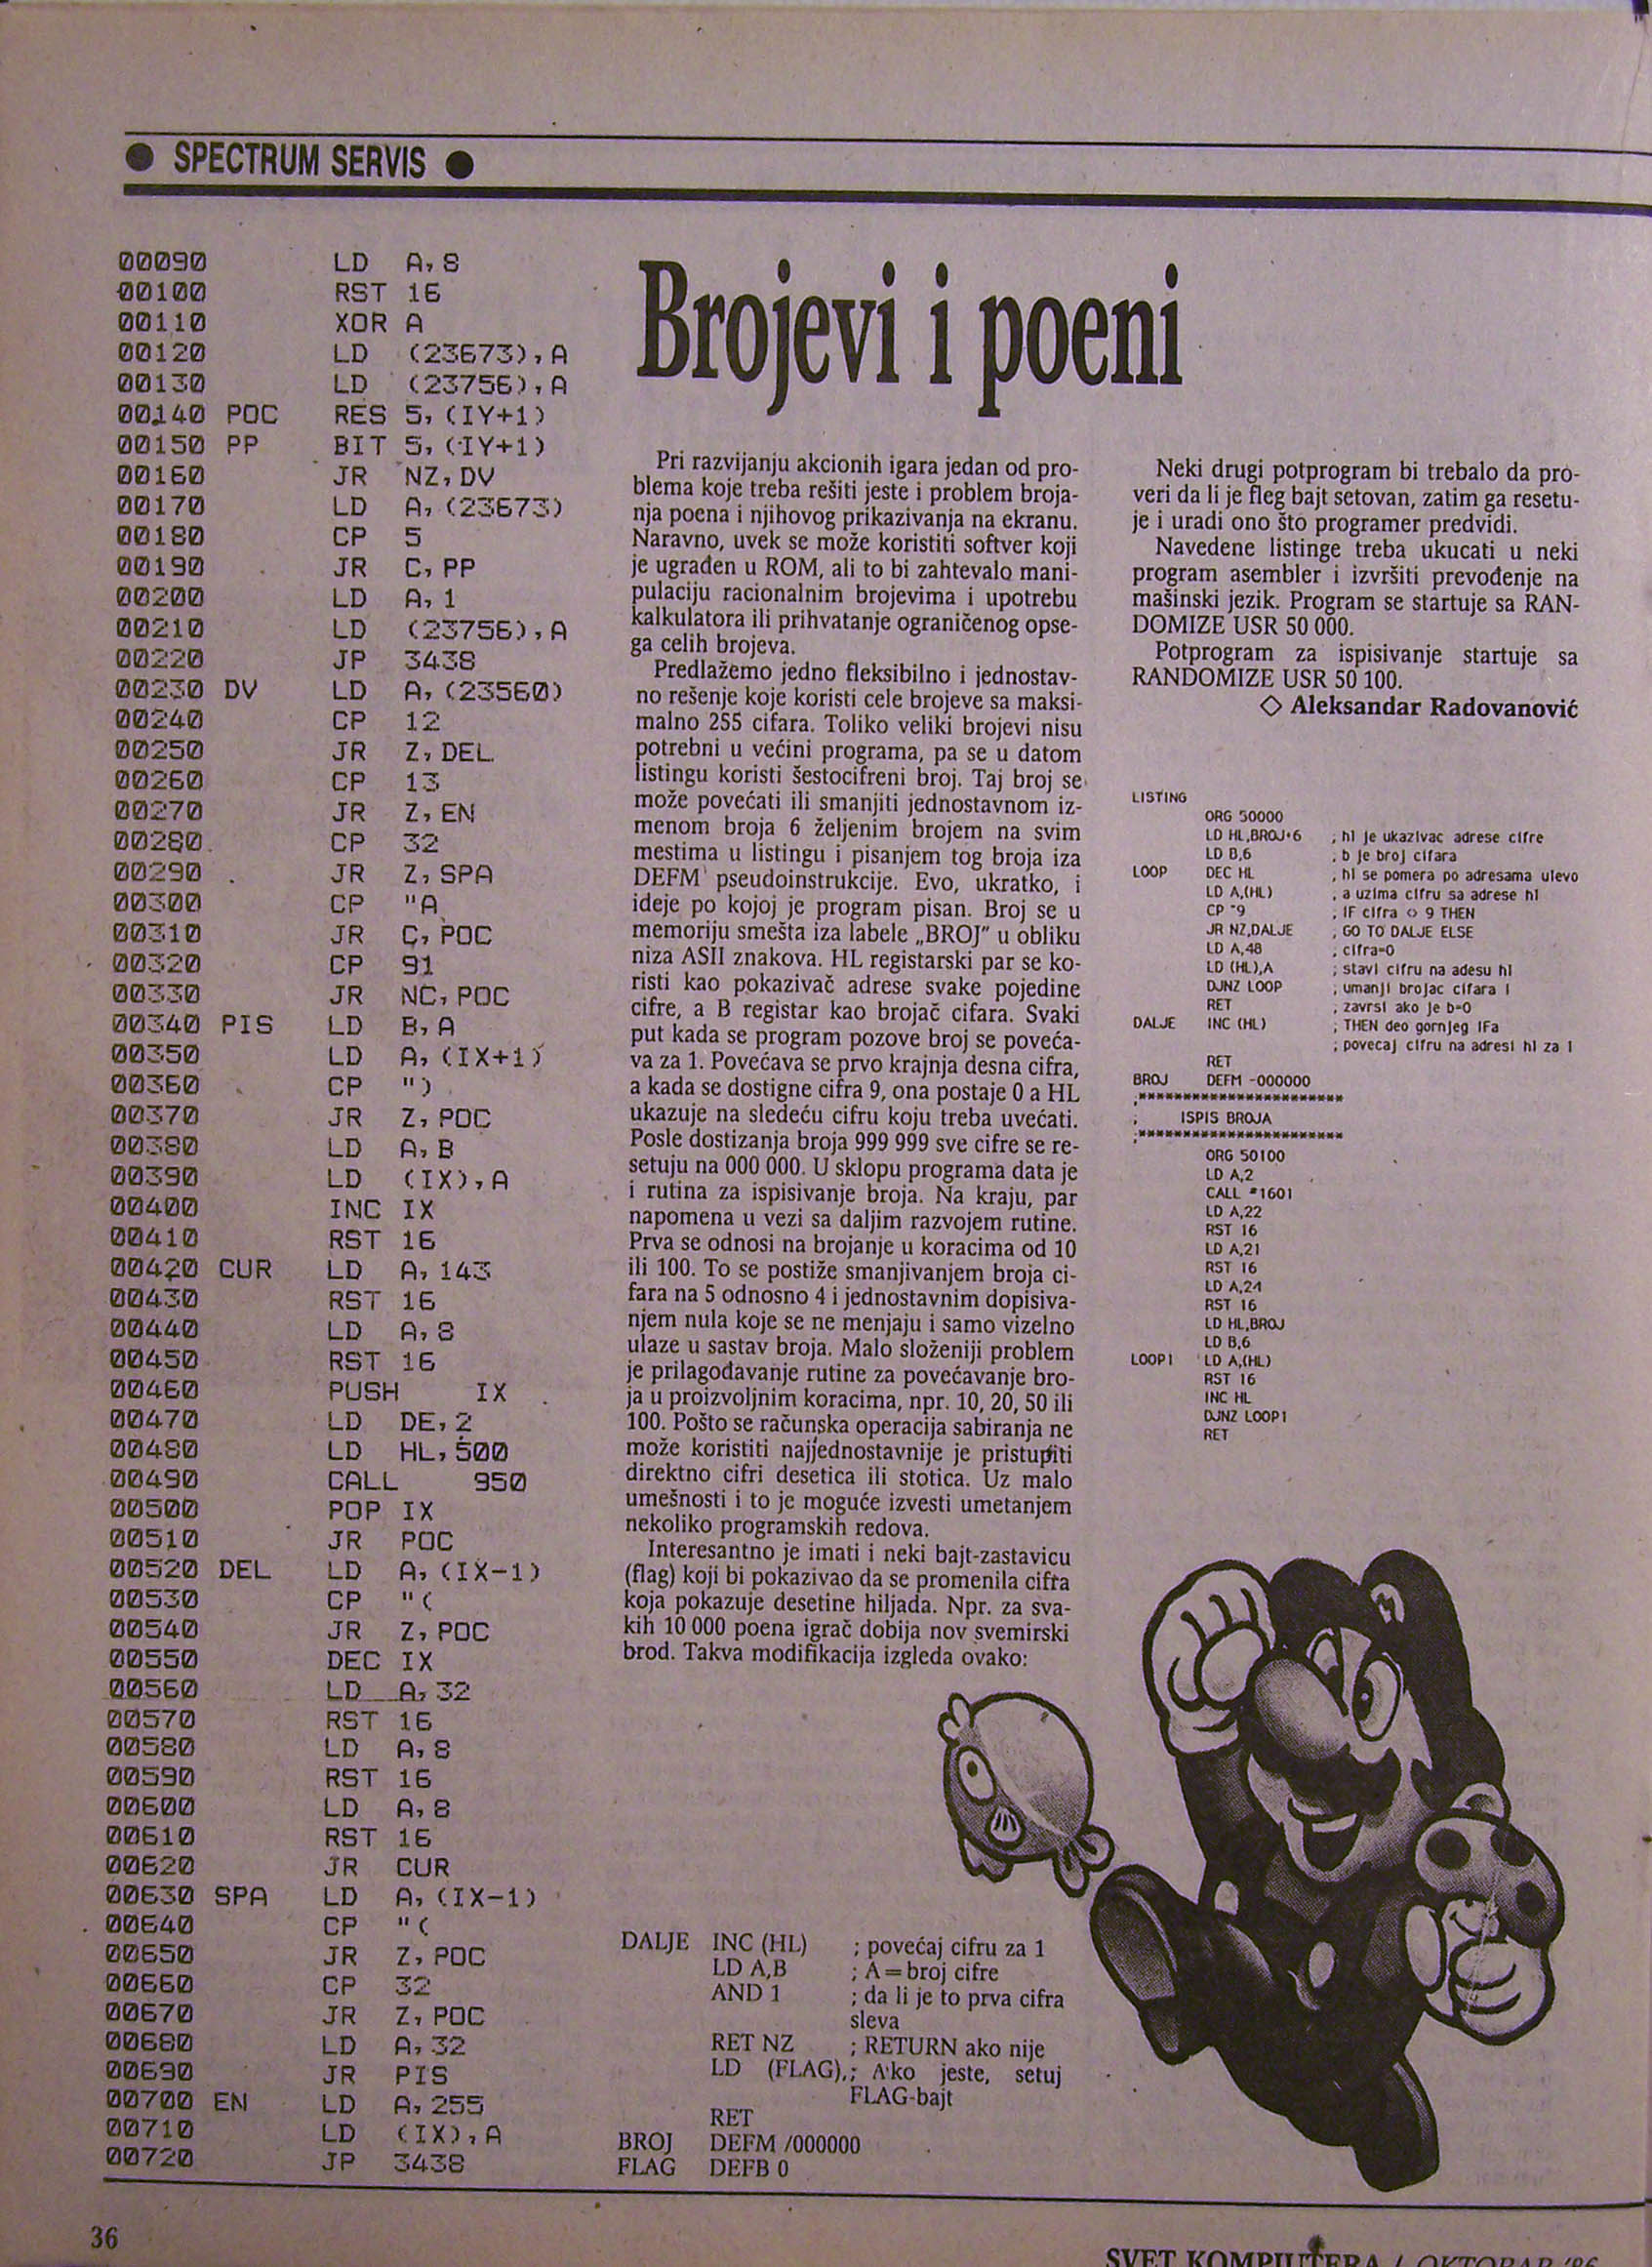 ● SPECTRUM SERVIS ●
00090 LD A,8
00100 RST 16
00110 XOR A
00120 LD (23673),A
00130 LD (23756),A
00140 POC RES 5,(IY+1)
00150 PP BIT 5,(IY+1)
00160 JR NZ,DV
00170 LD A,(23673)
00180 CP 5
00190 JR C,PP
00200 LD A,1
00210 LD (23756),A
00220 JP 3438
00230 DV LD A,(23560)
00240 CP 12
00250 JR Z,DEL
00260 CP 13
00270 JR Z,EN
00280 CP 32
00290 JR Z,SPA
00300 CP "A
00310 JR C,POC
00320 CP 91
00330 JR NC,POC
00340 PIS LD B,A
00350 LD A,(IX+1)
00360 CP ")
00370 JR Z,POC
00380 LD A,B
00390 LD (IX),A
00400 INC IX
00410 RST 16
00420 CUR LD A,143
00430 RST 16
00440 LD A,8
00450 RST 16
00460 PUSH IX
00470 LD DE,2
00480 LD HL,500
00490 CALL 950
00500 POP IX
00510 JR POC
00520 DEL LD A,(IX-1)
00530 CP "(
00540 JR Z,POC
00550 DEC IX
00560 LD A,32
00570 RST 16
00580 LD A,8
00590 RST 16
00600 LD A,8
00610 RST 16
00620 JR CUR
00630 SPA LD A,(IX-1)
00640 CP "(
00650 JR Z,POC
00660 CP 32
00670 JR Z,POC
00680 LD A,32
00690 JR PIS
00700 EN LD A,255
00710 LD (IX),A
00720 JP 3438
Brojevi i poeni
Pri razvijanju akcionih igara jedan od pro-
blema koje treba rešiti jeste i problem broja-
nja poena i njihovog prikazivanja na ekranu.
Naravno, uvek se može koristiti softver koji
je ugrađen u ROM, ali to bi zahtevalo mani-
pulaciju racionalnim brojevima i upotrebu
kalkulatora ili prihvatanje ograničenog opse-
ga celih brojeva.
Predlažemo jedno fleksibilno i jednostav-
no rešenje koje koristi cele brojeve sa maksi-
malno 255 cifara. Toliko veliki brojevi nisu
potrebni u većini programa, pa se u datom
listingu koristi šestocifreni broj. Taj broj se
može povećati ili smanjiti jednostavnom iz-
menom broja 6 željenim brojem na svim
mestima u listingu i pisanjem tog broja iza
DEFM pseudoinstrukcije. Evo, ukratko, i
ideje po kojoj je program pisan. Broj se u
memoriju smešta iza labele „BROJ" u obliku
niza ASII znakova. HL registarski par se ko-
risti kao pokazivač adrese svake pojedine
cifre, a B registar kao brojač cifara. Svaki
put kada se program pozove broj se poveća-
va za 1. Povećava se prvo krajnja desna cifra,
a kada se dostigne cifra 9, ona postaje 0 a HL
ukazuje na sledeću cifru koju treba uvećati.
Posle dostizanja broja 999 999 sve cifre se re-
setuju na 000 000. U sklopu programa data je
i rutina za ispisivanje broja. Na kraju, par
napomena u vezi sa daljim razvojem rutine.
Prva se odnosi na brojanje u koracima od 10
ili 100. To se postiže smanjivanjem broja ci-
fara na 5 odnosno 4 i jednostavnim dopisiva-
njem nula koje se ne menjaju i samo vizelno
ulaze u sastav broja. Malo složeniji problem
je prilagođavanje rutine za povećavanje bro-
ja u proizvoljnim koracima, npr. 10, 20, 50 ili
100. Pošto se računska operacija sabiranja ne
može koristiti najjednostavnije je pristupiti
direktno cifri desetica ili stotica. Uz malo
umešnosti i to je moguće izvesti umetanjem
nekoliko programskih redova.
Interesantno je imati i neki bajt-zastavicu
(flag) koji bi pokazivao da se promenila cifra
koja pokazuje desetine hiljada. Npr. za sva-
kih 10 000 poena igrač dobija nov svemirski
brod. Takva modifikacija izgleda ovako:
DALJE INC (HL) ; povećaj cifru za 1
LD A,B ; A=broj cifre
AND 1 ; da li je to prva cifra
sleva
RET NZ ; RETURN ako nije
LD (FLAG),; Ako jeste, setuj
FLAG-bajt
RET
BROJ DEFM /000000
FLAG DEFB 0
Neki drugi potprogram bi trebalo da pro-
veri da li je fleg bajt setovan, zatim ga resetu-
je i uradi ono što programer predvidi.
Navedene listinge treba ukucati u neki
program asembler i izvršiti prevođenje na
mašinski jezik. Program se startuje sa RAN-
DOMIZE USR 50 000.
Potprogram za ispisivanje startuje sa
RANDOMIZE USR 50 100.
◇ Aleksandar Radovanović
LISTING
ORG 50000
LD HL,BROJ+6 ; hl je ukazivac adrese cifre
LD B,6 ; b je broj cifara
LOOP DEC HL ; hl se pomera po adresama ulevo
LD A,(HL) ; a uzima cifru sa adrese hl
CP "9 ; IF cifra <> 9 THEN
JR NZ,DALJE ; GO TO DALJE ELSE
LD A,48 ; cifra=0
LD (HL),A ; stavi cifru na adesu hl
DJNZ LOOP ; umanji brojac cifara i
RET ; zavrsi ako je b=0
DALJE INC (HL) ; THEN deo gornjeg IFa
; povecaj cifru na adresi hl za 1
RET
BROJ DEFM -000000
;***********************
; ISPIS BROJA
;***********************
ORG 50100
LD A,2
CALL #1601
LD A,22
RST 16
LD A,21
RST 16
LD A,24
RST 16
LD HL,BROJ
LD B,6
LOOP1 LD A,(HL)
RST 16
INC HL
DJNZ LOOP1
RET
36
SVET KOMPJUTERA / OKTOBAR '86